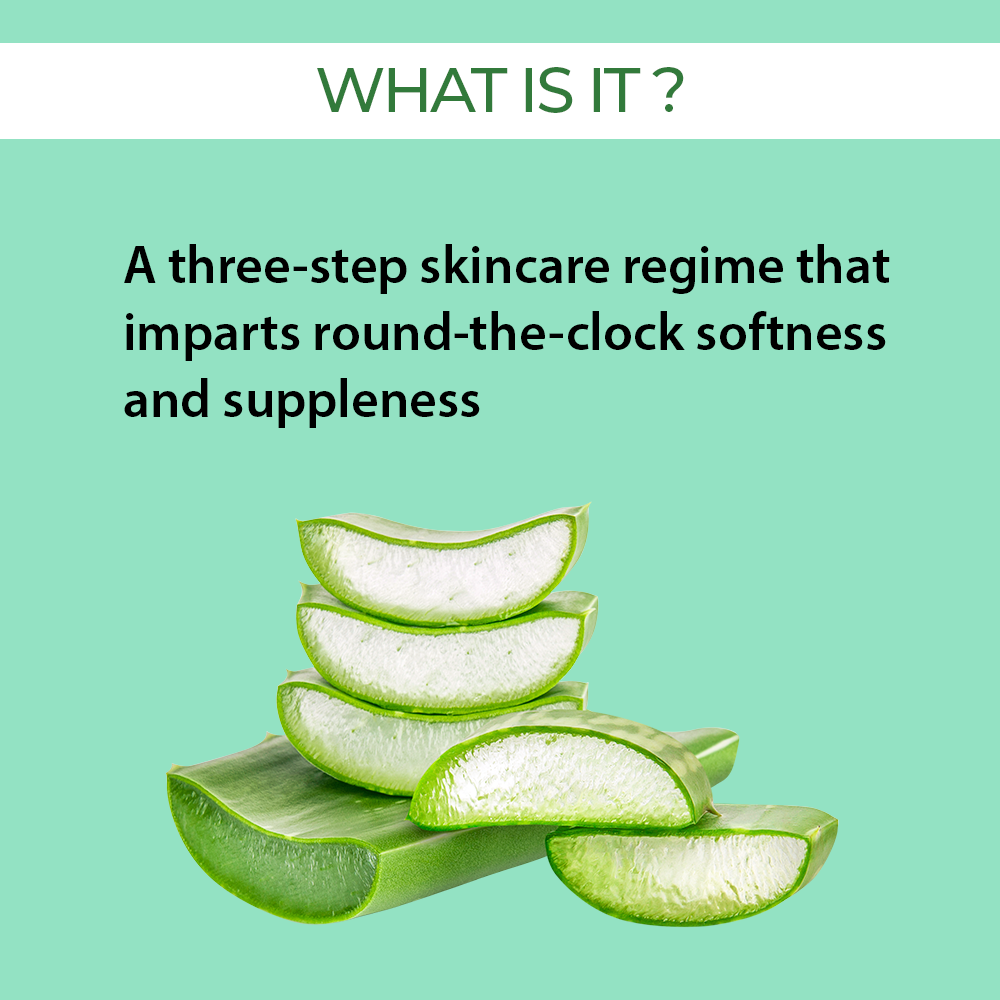 WHAT IS IT ?
A three-step skincare regime that
imparts round-the-clock softness
and suppleness